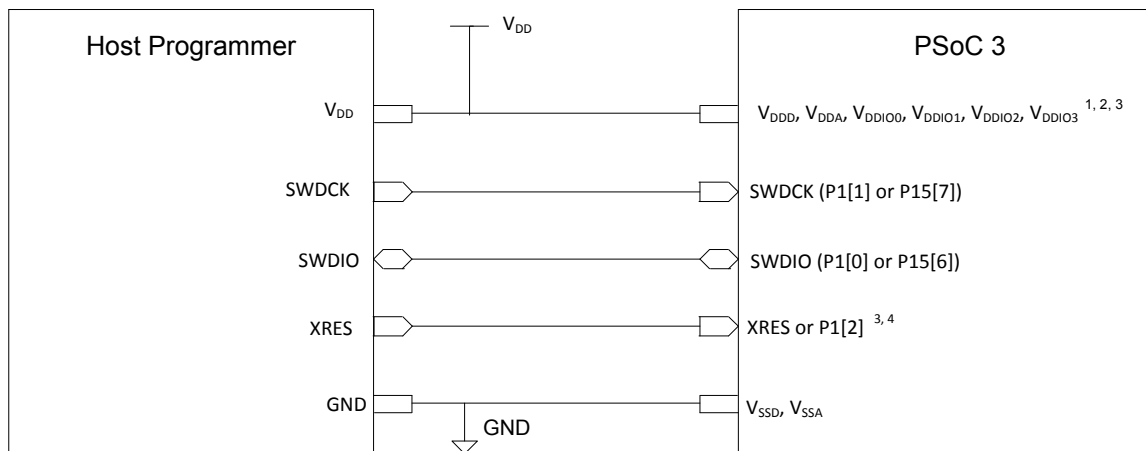 Host Programmer
V_DD
PSoC 3
V_DD
V_DDD, V_DDA, V_DDIO0, V_DDIO1, V_DDIO2, V_DDIO3 1, 2, 3
SWDCK
SWDCK (P1[1] or P15[7])
SWDIO
SWDIO (P1[0] or P15[6])
XRES
XRES or P1[2] 3, 4
GND
GND
V_SSD, V_SSA